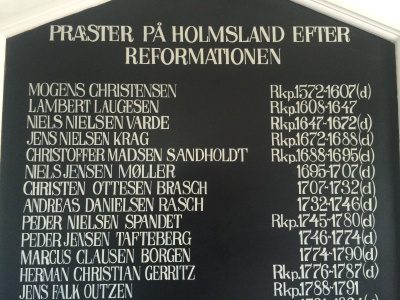 PRÆSTER PÅ HOLMSLAND EFTER
REFORMATIONEN
MOGENS CHRISTENSEN Rkp.1572-1607(d)
LAMBERT LAUGESEN Rkp.1608-1647
NIELS NIELSEN VARDE Rkp.1647-1672(d)
JENS NIELSEN KRAG Rkp.1672-1688(d)
CHRISTOFFER MADSEN SANDHOLDT Rkp.1688-1695(d)
NIELS JENSEN MØLLER 1695-1707(d)
CHRISTEN OTTESEN BRASCH 1707-1732(d)
ANDREAS DANIELSEN RASCH 1732-1746(d)
PEDER NIELSEN SPANDET Rkp.1745-1780(d)
PEDER JENSEN TAFTEBERG 1746-1774(d)
MARCUS CLAUSEN BORGEN 1774-1790(d)
HERMAN CHRISTIAN GERRITZ Rkp.1776-1787(d)
JENS FALK OUTZEN Rkp.1788-1791